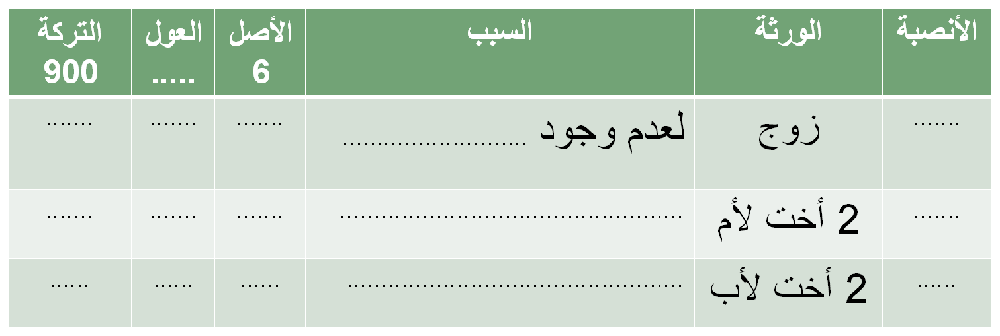 الأنصبة الورثة السبب الأصل 6 العول ..... التركة 900
....... زوج لعدم وجود ........................... ....... ....... .......
....... 2 أخت لأم .................................................. ....... ....... .......
...... 2 أخت لأب ................................................. ...... ...... ......